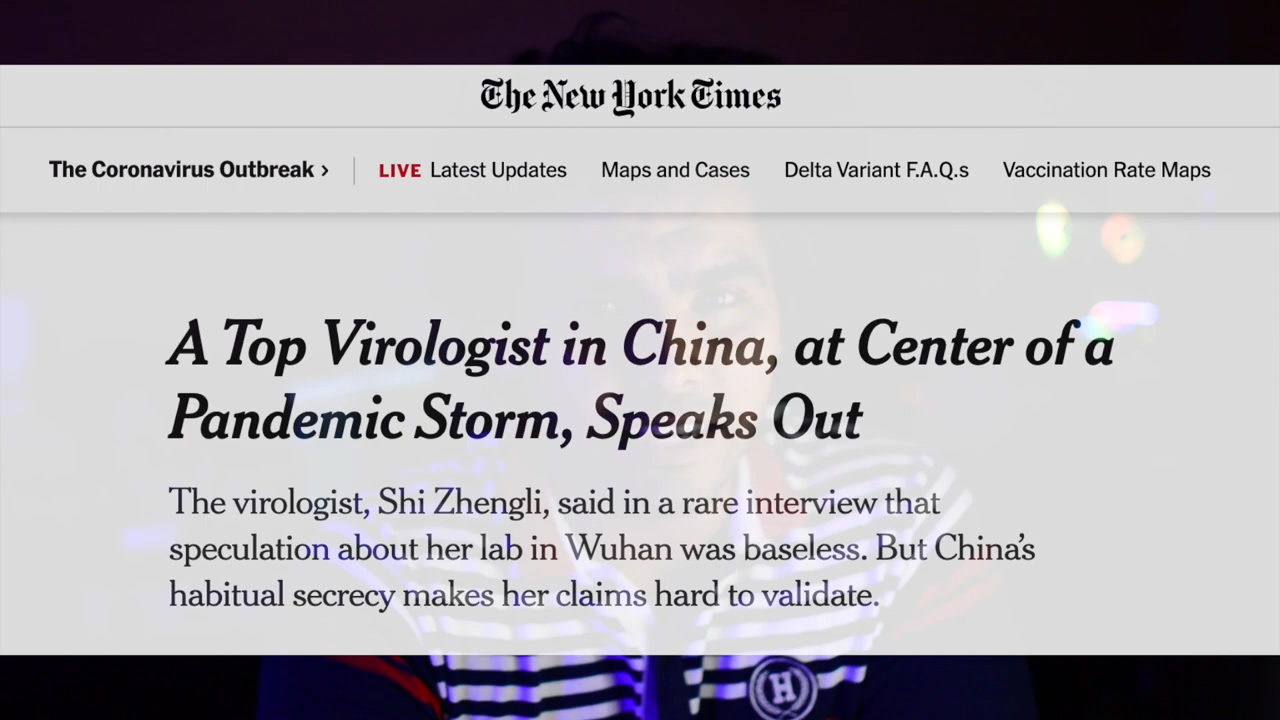 The New York Times
The Coronavirus Outbreak › LIVE Latest Updates Maps and Cases Delta Variant F.A.Q.s Vaccination Rate Maps
A Top Virologist in China, at Center of a
Pandemic Storm, Speaks Out
The virologist, Shi Zhengli, said in a rare interview that
speculation about her lab in Wuhan was baseless. But China’s
habitual secrecy makes her claims hard to validate.
H